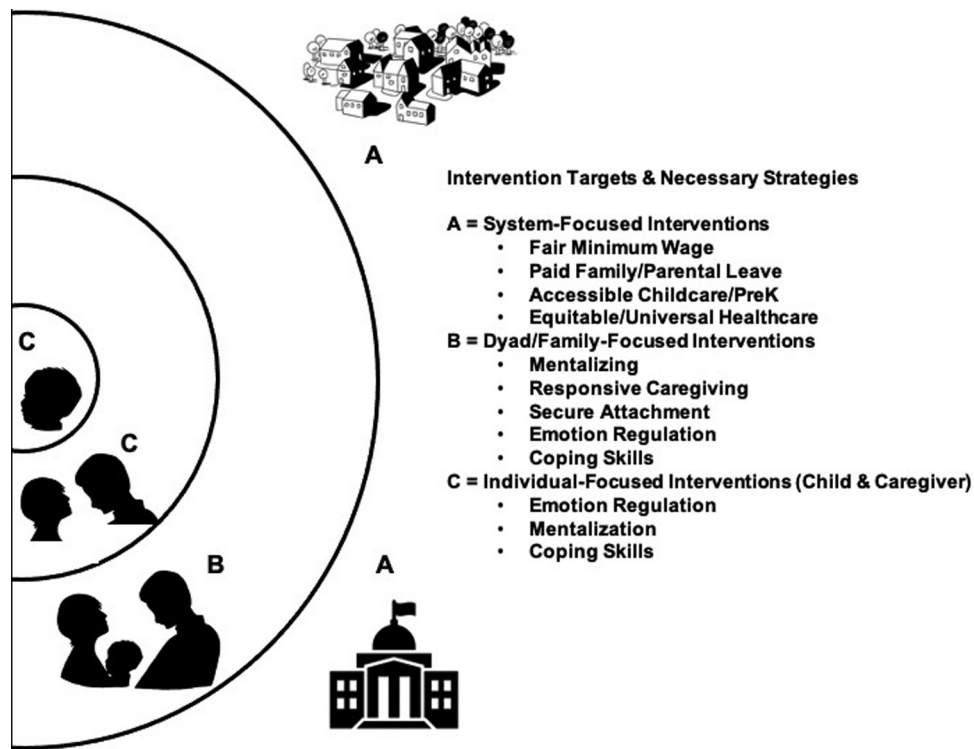 A
Intervention Targets & Necessary Strategies
A = System-Focused Interventions
• Fair Minimum Wage
• Paid Family/Parental Leave
• Accessible Childcare/PreK
• Equitable/Universal Healthcare
B = Dyad/Family-Focused Interventions
• Mentalizing
• Responsive Caregiving
• Secure Attachment
• Emotion Regulation
• Coping Skills
C = Individual-Focused Interventions (Child & Caregiver)
• Emotion Regulation
• Mentalization
• Coping Skills
C
C
B
A